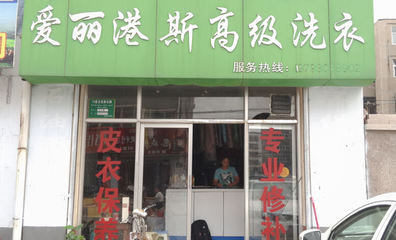 爱丽港斯高级洗衣
服务热线：
皮衣保养
专业修补